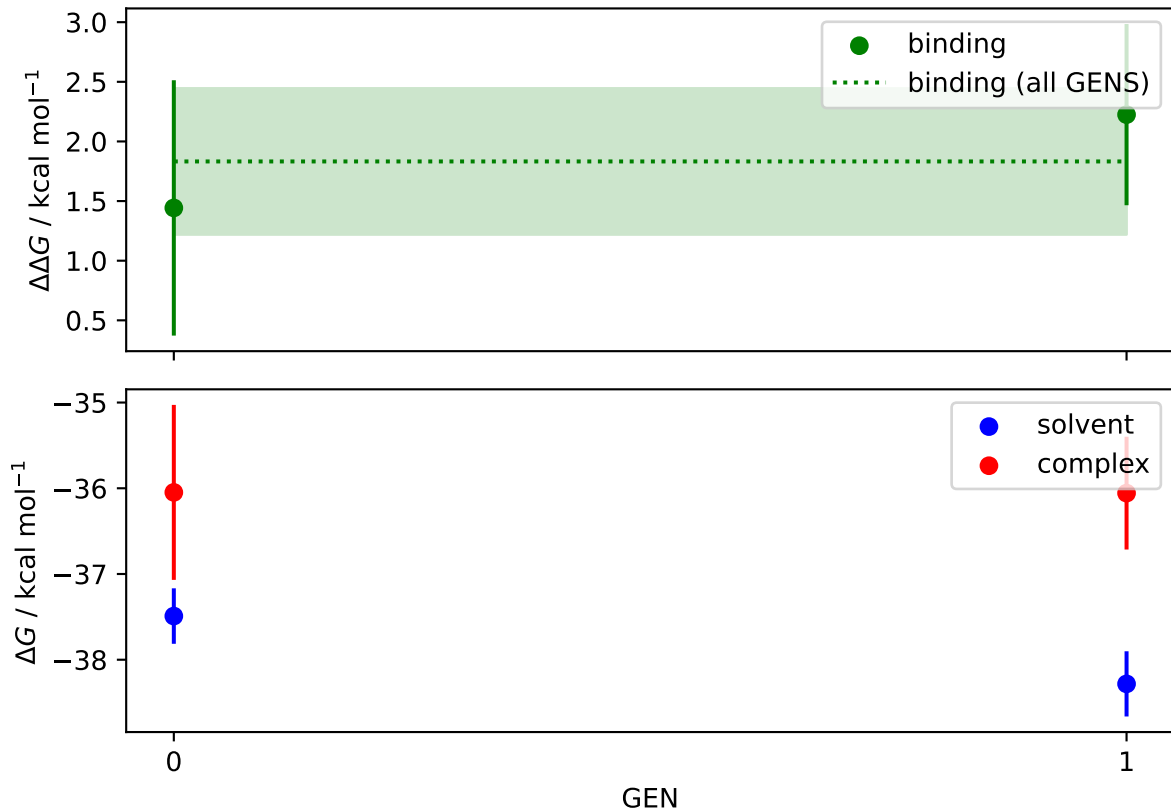 3.0
2.5
2.0
1.5
1.0
0.5
ΔΔG / kcal mol⁻¹
binding
binding (all GENS)
−35
−36
−37
−38
ΔG / kcal mol⁻¹
solvent
complex
0
1
GEN